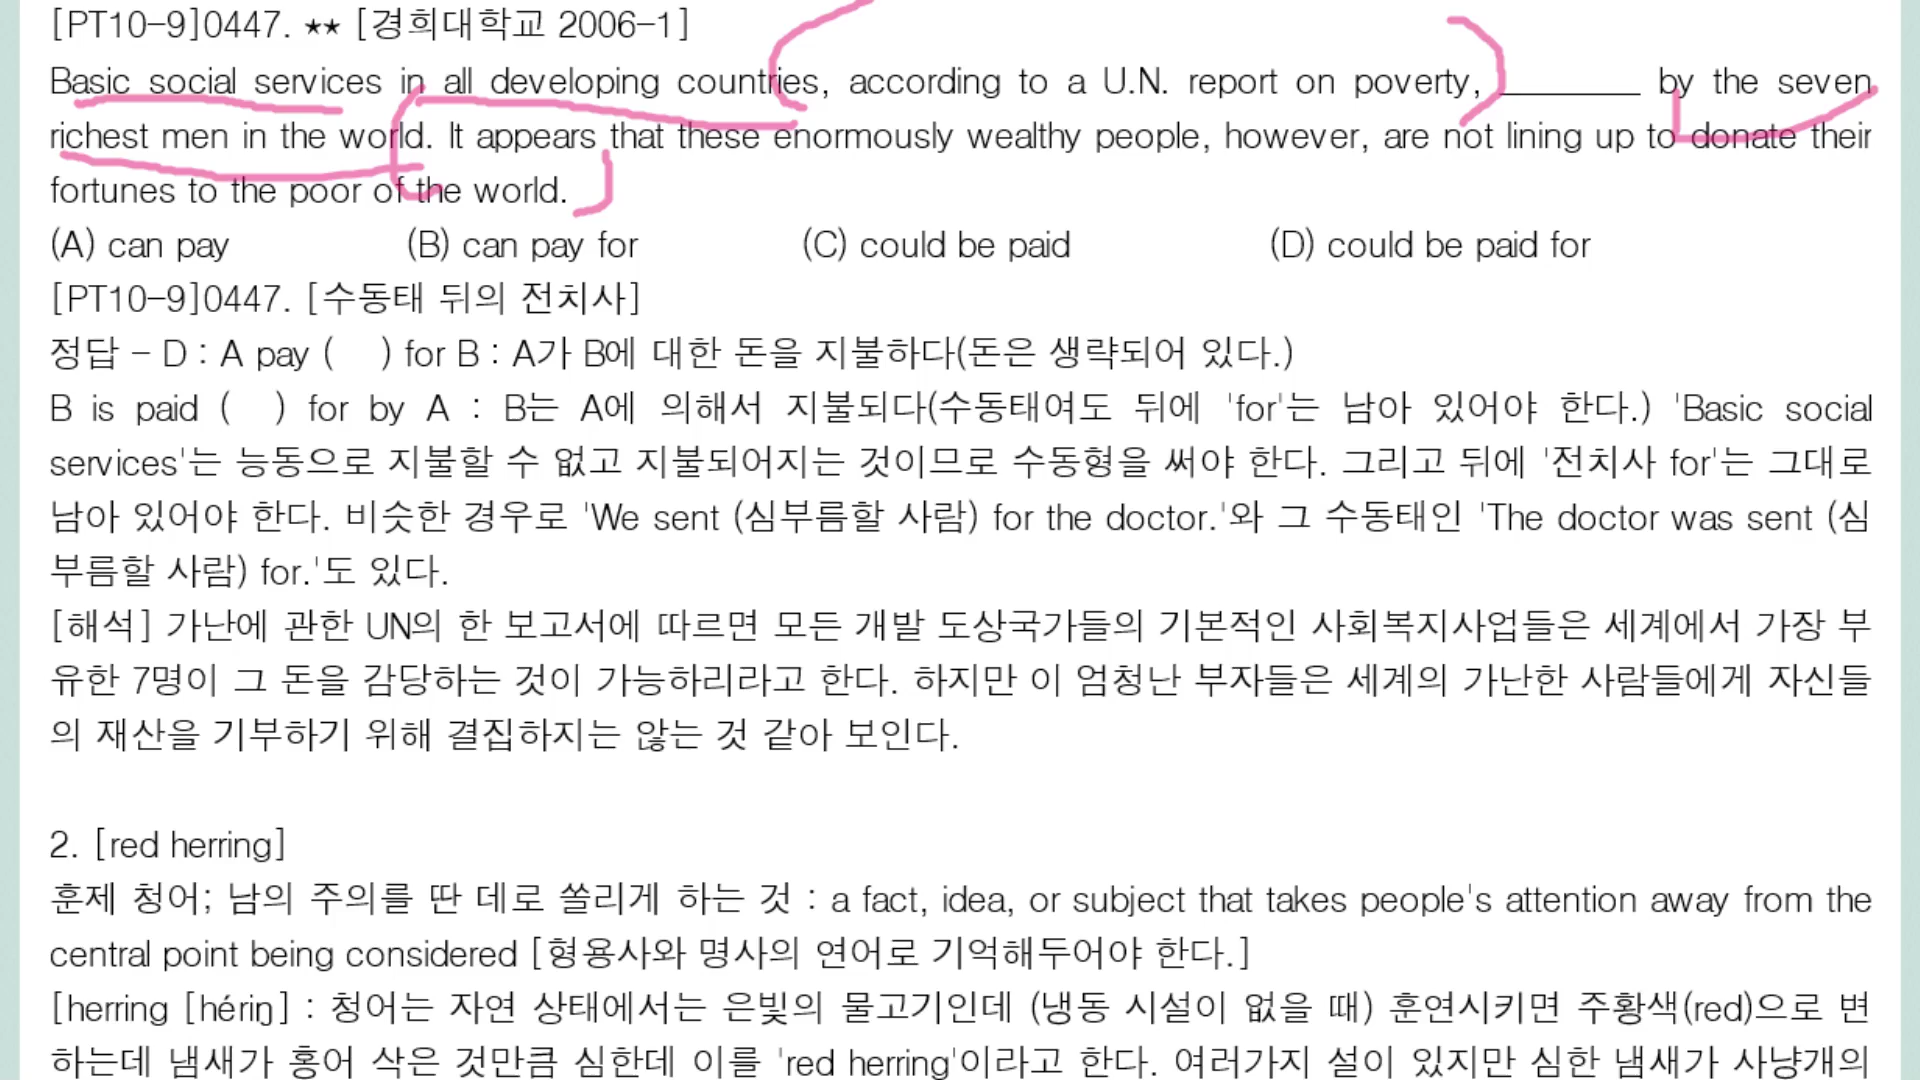 [PT10-9]0447. ★★ [경희대학교 2006-1]
Basic social services in all developing countries, according to a U.N. report on poverty, ________ by the seven
richest men in the world. It appears that these enormously wealthy people, however, are not lining up to donate their
fortunes to the poor of the world.
(A) can pay (B) can pay for (C) could be paid (D) could be paid for
[PT10-9]0447. [수동태 뒤의 전치사]
정답 - D : A pay ( ) for B : A가 B에 대한 돈을 지불하다(돈은 생략되어 있다.)
B is paid ( ) for by A : B는 A에 의해서 지불되다(수동태여도 뒤에 'for'는 남아 있어야 한다.) 'Basic social
services'는 능동으로 지불할 수 없고 지불되어지는 것이므로 수동형을 써야 한다. 그리고 뒤에 '전치사 for'는 그대로
남아 있어야 한다. 비슷한 경우로 'We sent (심부름할 사람) for the doctor.'와 그 수동태인 'The doctor was sent (심
부름할 사람) for.'도 있다.
[해석] 가난에 관한 UN의 한 보고서에 따르면 모든 개발 도상국가들의 기본적인 사회복지사업들은 세계에서 가장 부
유한 7명이 그 돈을 감당하는 것이 가능하리라고 한다. 하지만 이 엄청난 부자들은 세계의 가난한 사람들에게 자신들
의 재산을 기부하기 위해 결집하지는 않는 것 같아 보인다.
2. [red herring]
훈제 청어; 남의 주의를 딴 데로 쏠리게 하는 것 : a fact, idea, or subject that takes people's attention away from the
central point being considered [형용사와 명사의 연어로 기억해두어야 한다.]
[herring [hériŋ] : 청어는 자연 상태에서는 은빛의 물고기인데 (냉동 시설이 없을 때) 훈연시키면 주황색(red)으로 변
하는데 냄새가 홍어 삭은 것만큼 심한데 이를 'red herring'이라고 한다. 여러가지 설이 있지만 심한 냄새가 사냥개의